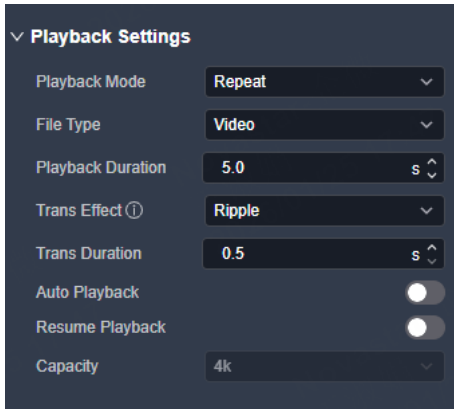 Playback Settings
Playback Mode Repeat
File Type Video
Playback Duration 5.0 s
Trans Effect Ripple
Trans Duration 0.5 s
Auto Playback
Resume Playback
Capacity 4k